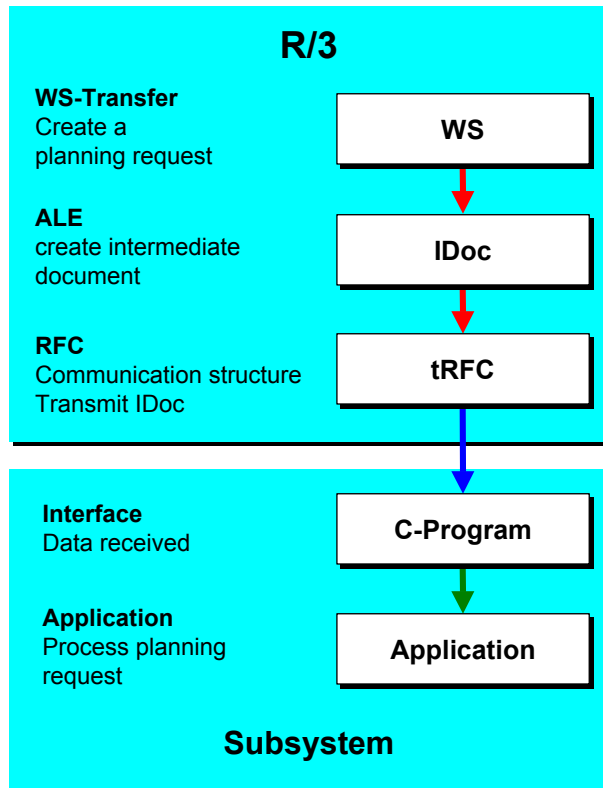 R/3
WS-Transfer
Create a
planning request
WS
ALE
create intermediate
document
IDoc
RFC
Communication structure
Transmit IDoc
tRFC
Interface
Data received
C-Program
Application
Process planning
request
Application
Subsystem